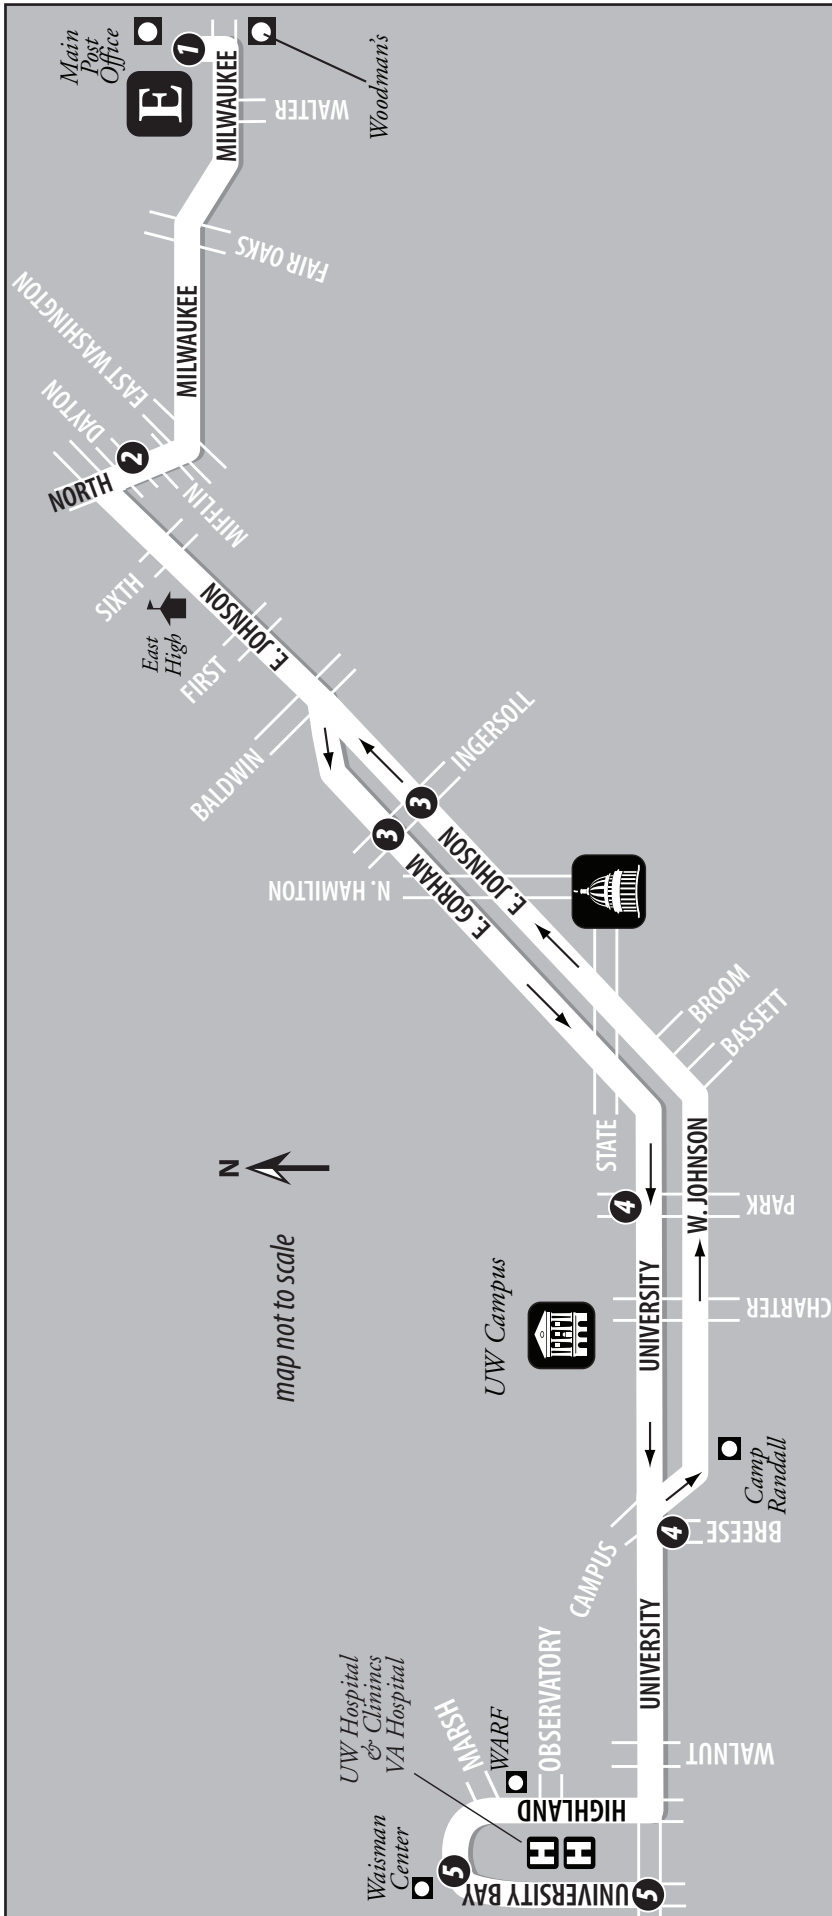 Main
Post
Office
1
E
Woodman's
MILWAUKEE
WALTER
FAIR OAKS
MILWAUKEE
EAST WASHINGTON
DAYTON
2
NORTH
MIFFLIN
SIXTH
East
High
E. JOHNSON
FIRST
BALDWIN
INGERSOLL
3
3
N. HAMILTON
E. GORHAM
E. JOHNSON
BROOM
BASSETT
STATE
N
map not to scale
W. JOHNSON
PARK
4
UW Campus
UNIVERSITY
CHARTER
Camp
Randall
4
BREESE
CAMPUS
UNIVERSITY
OBSERVATORY
WALNUT
UW Hospital
& Clinincs
VA Hospital
MARSH
WARF
HIGHLAND
H
H
Waisman
Center
5
UNIVERSITY BAY
5